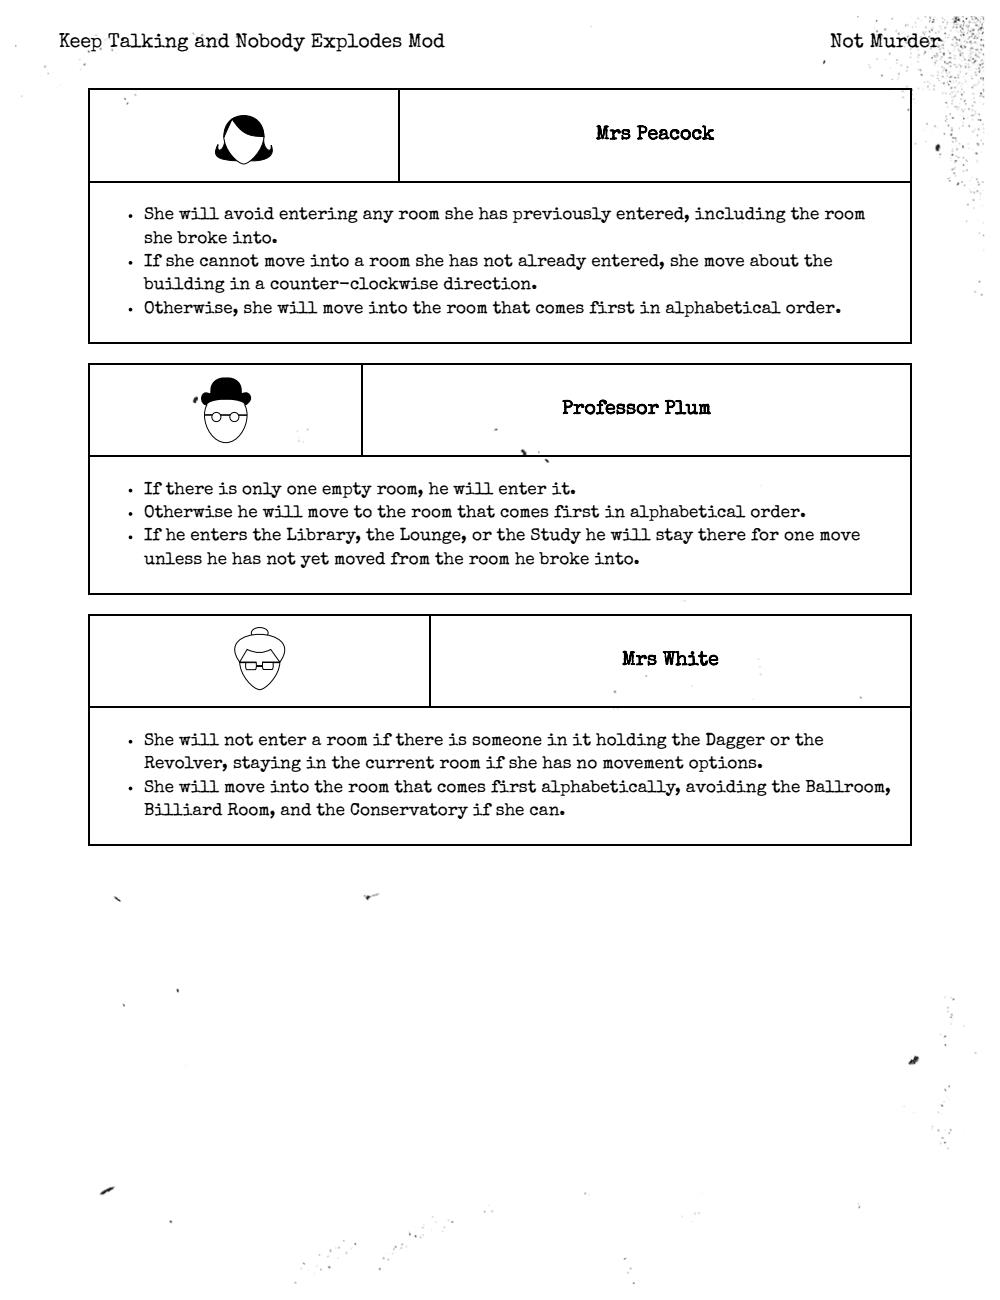 Keep Talking and Nobody Explodes Mod
Not Murder
Mrs Peacock
• She will avoid entering any room she has previously entered, including the room
she broke into.
• If she cannot move into a room she has not already entered, she move about the
building in a counter-clockwise direction.
• Otherwise, she will move into the room that comes first in alphabetical order.
Professor Plum
• If there is only one empty room, he will enter it.
• Otherwise he will move to the room that comes first in alphabetical order.
• If he enters the Library, the Lounge, or the Study he will stay there for one move
unless he has not yet moved from the room he broke into.
Mrs White
• She will not enter a room if there is someone in it holding the Dagger or the
Revolver, staying in the current room if she has no movement options.
• She will move into the room that comes first alphabetically, avoiding the Ballroom,
Billiard Room, and the Conservatory if she can.